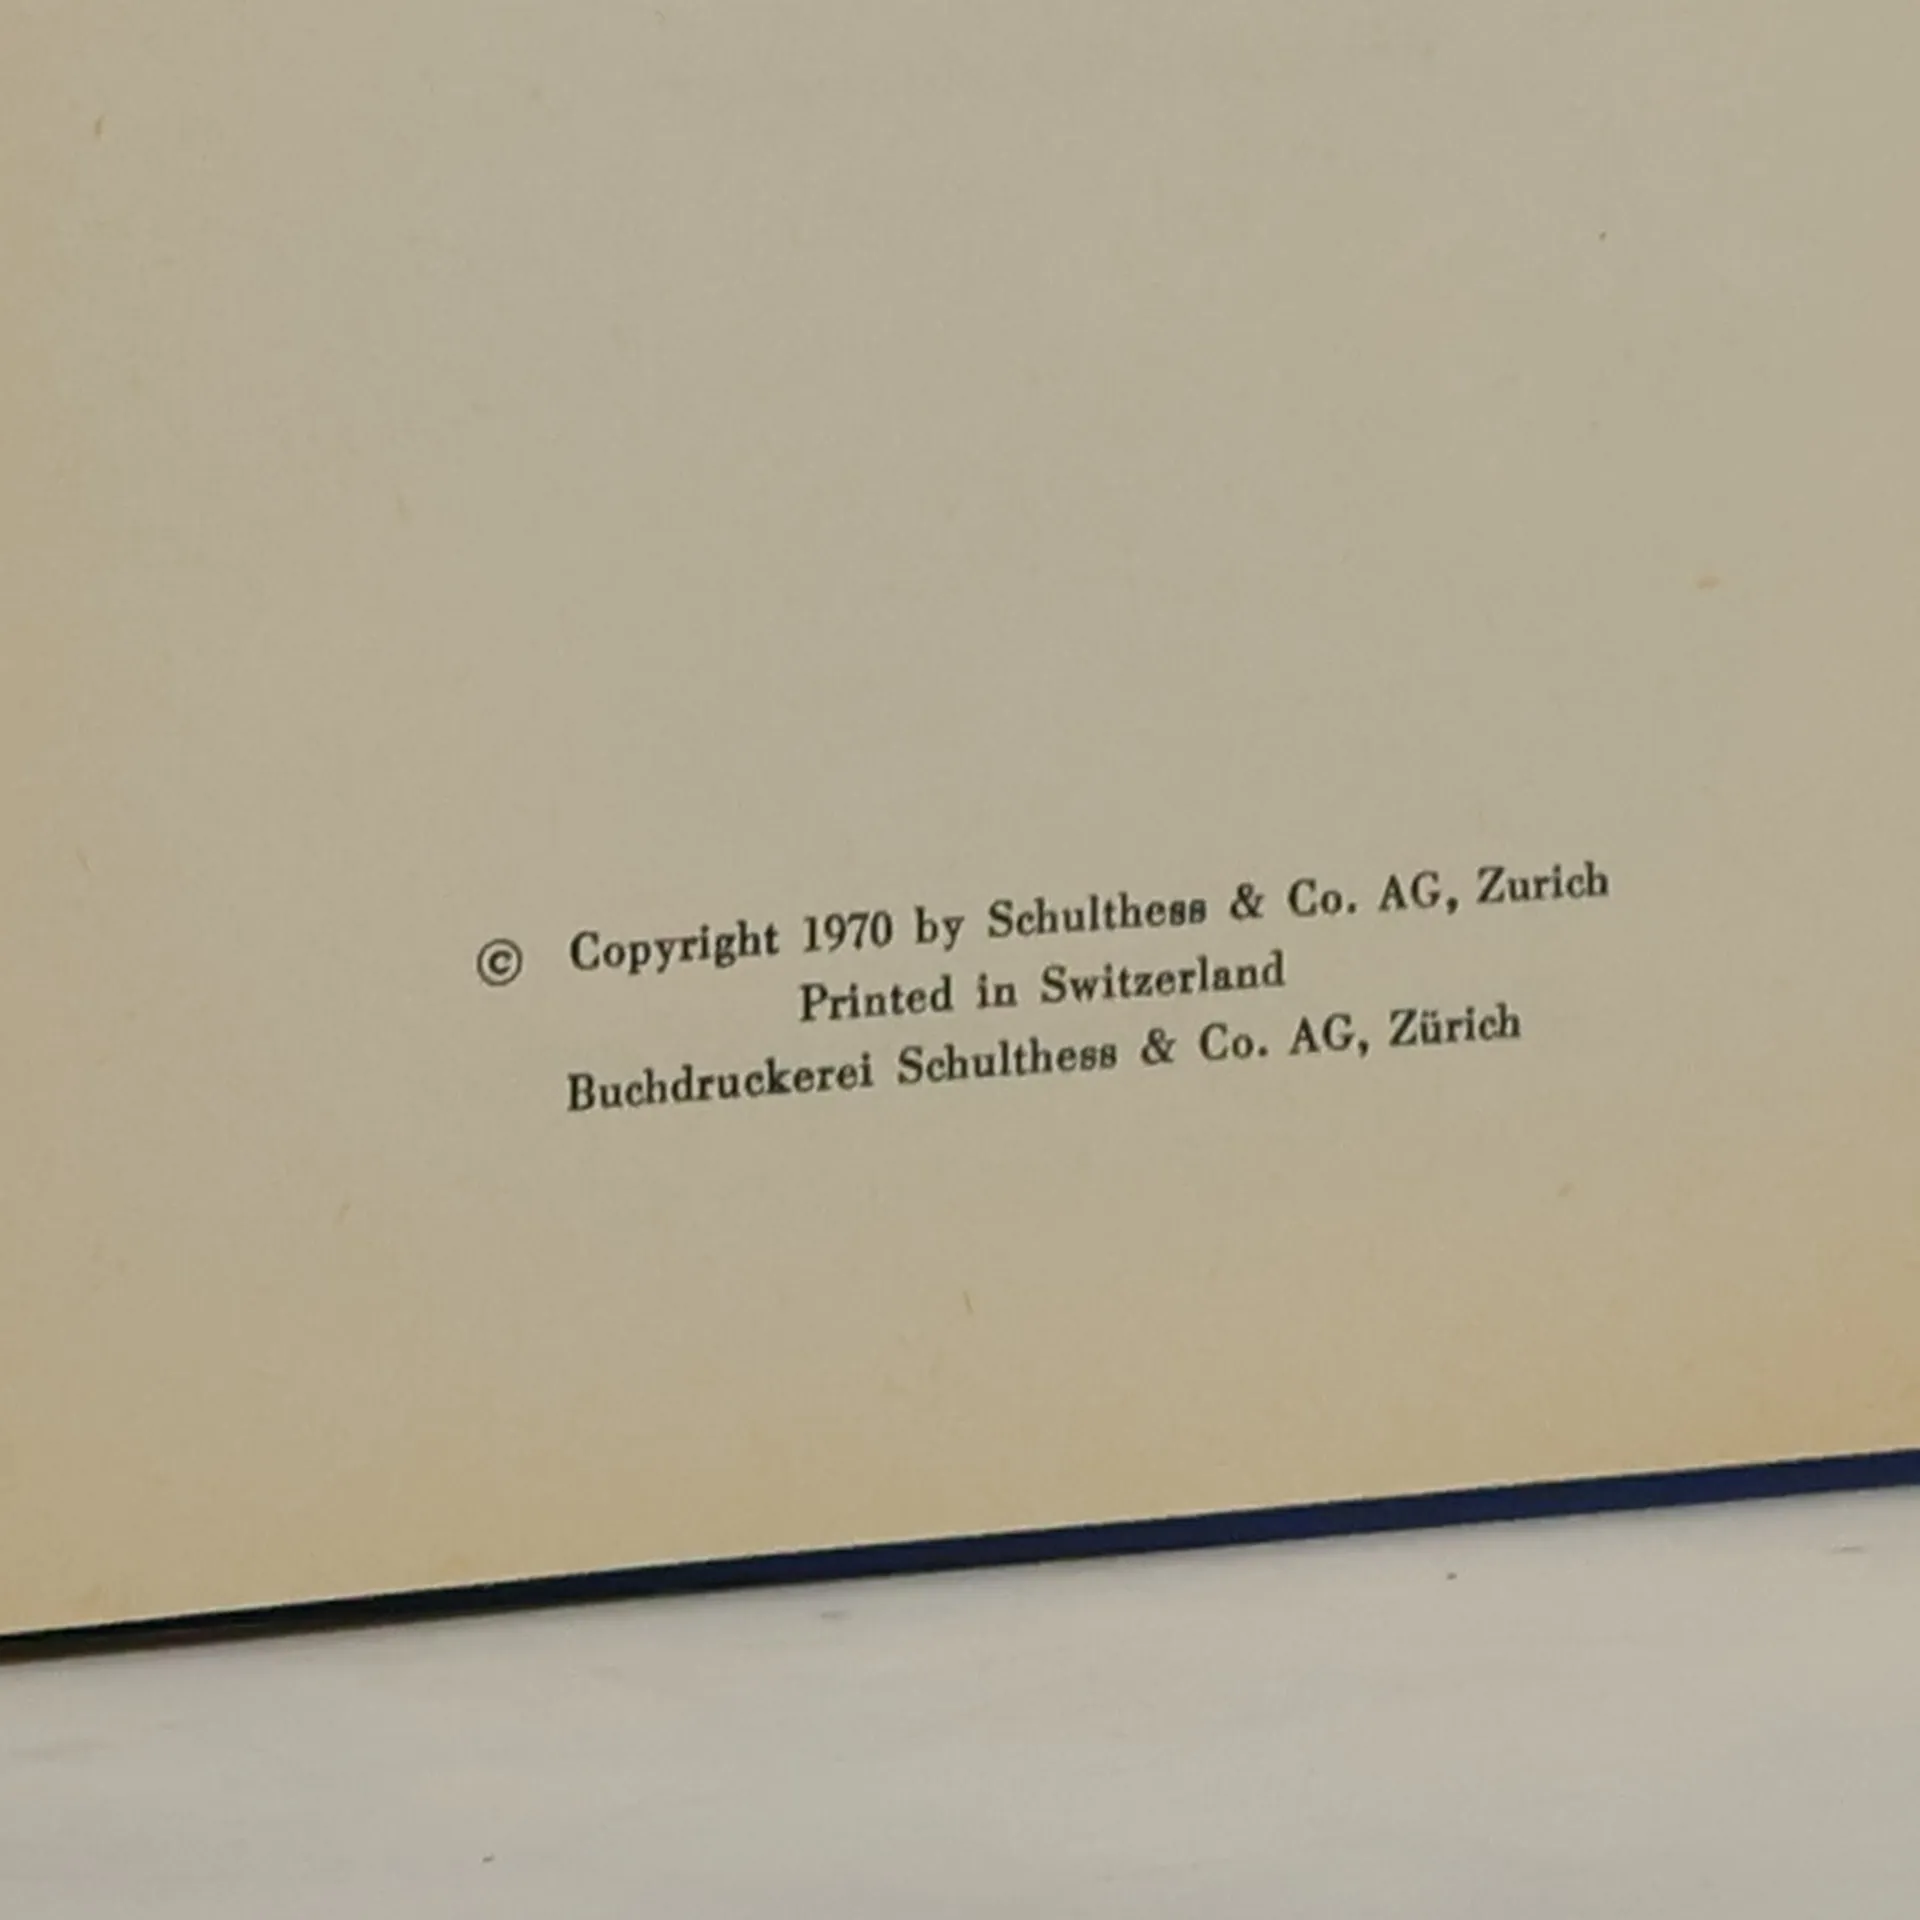 © Copyright 1970 by Schulthess & Co. AG, Zurich
Printed in Switzerland
Buchdruckerei Schulthess & Co. AG, Zürich